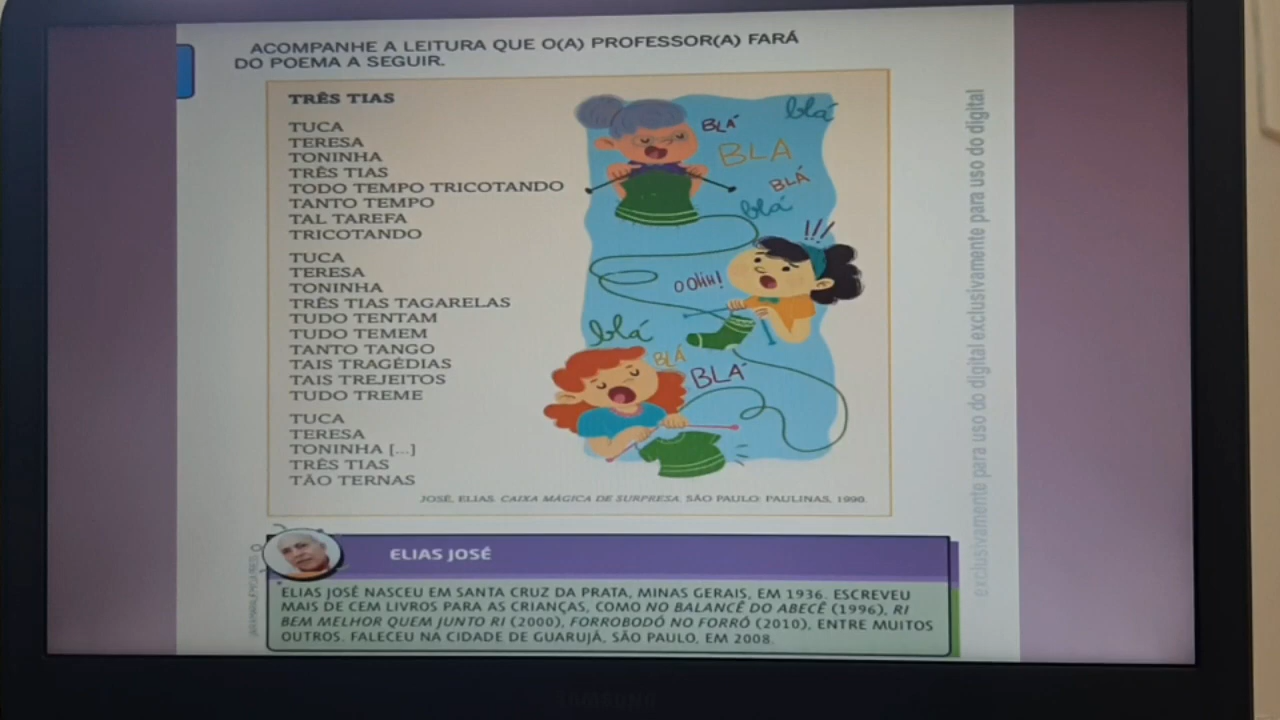 ACOMPANHE A LEITURA QUE O(A) PROFESSOR(A) FARÁ
DO POEMA A SEGUIR.
TRÊS TIAS
TUCA
TERESA
TONINHA
TRÊS TIAS
TODO TEMPO TRICOTANDO
TANTO TEMPO
TAL TAREFA
TRICOTANDO
TUCA
TERESA
TONINHA
TRÊS TIAS TAGARELAS
TUDO TENTAM
TUDO TEMEM
TANTO TANGO
TAIS TRAGÉDIAS
TAIS TREJEITOS
TUDO TREME
TUCA
TERESA
TONINHA [...]
TRÊS TIAS
TÃO TERNAS
blá
BLÁ
BLA
BLÁ
blá
!!!
OOHH!
blá
BLÁ
BLÁ
JOSÉ, ELIAS. CAIXA MÁGICA DE SURPRESA. SÃO PAULO: PAULINAS, 1990.
ELIAS JOSÉ
ELIAS JOSÉ NASCEU EM SANTA CRUZ DA PRATA, MINAS GERAIS, EM 1936. ESCREVEU
MAIS DE CEM LIVROS PARA AS CRIANÇAS, COMO NO BALANCÊ DO ABECÊ (1996), RI
BEM MELHOR QUEM JUNTO RI (2000), FORROBODÓ NO FORRÓ (2010), ENTRE MUITOS
OUTROS. FALECEU NA CIDADE DE GUARUJÁ, SÃO PAULO, EM 2008.
exclusivamente para uso do digital exclusivamente para uso do digital
SAMSUNG